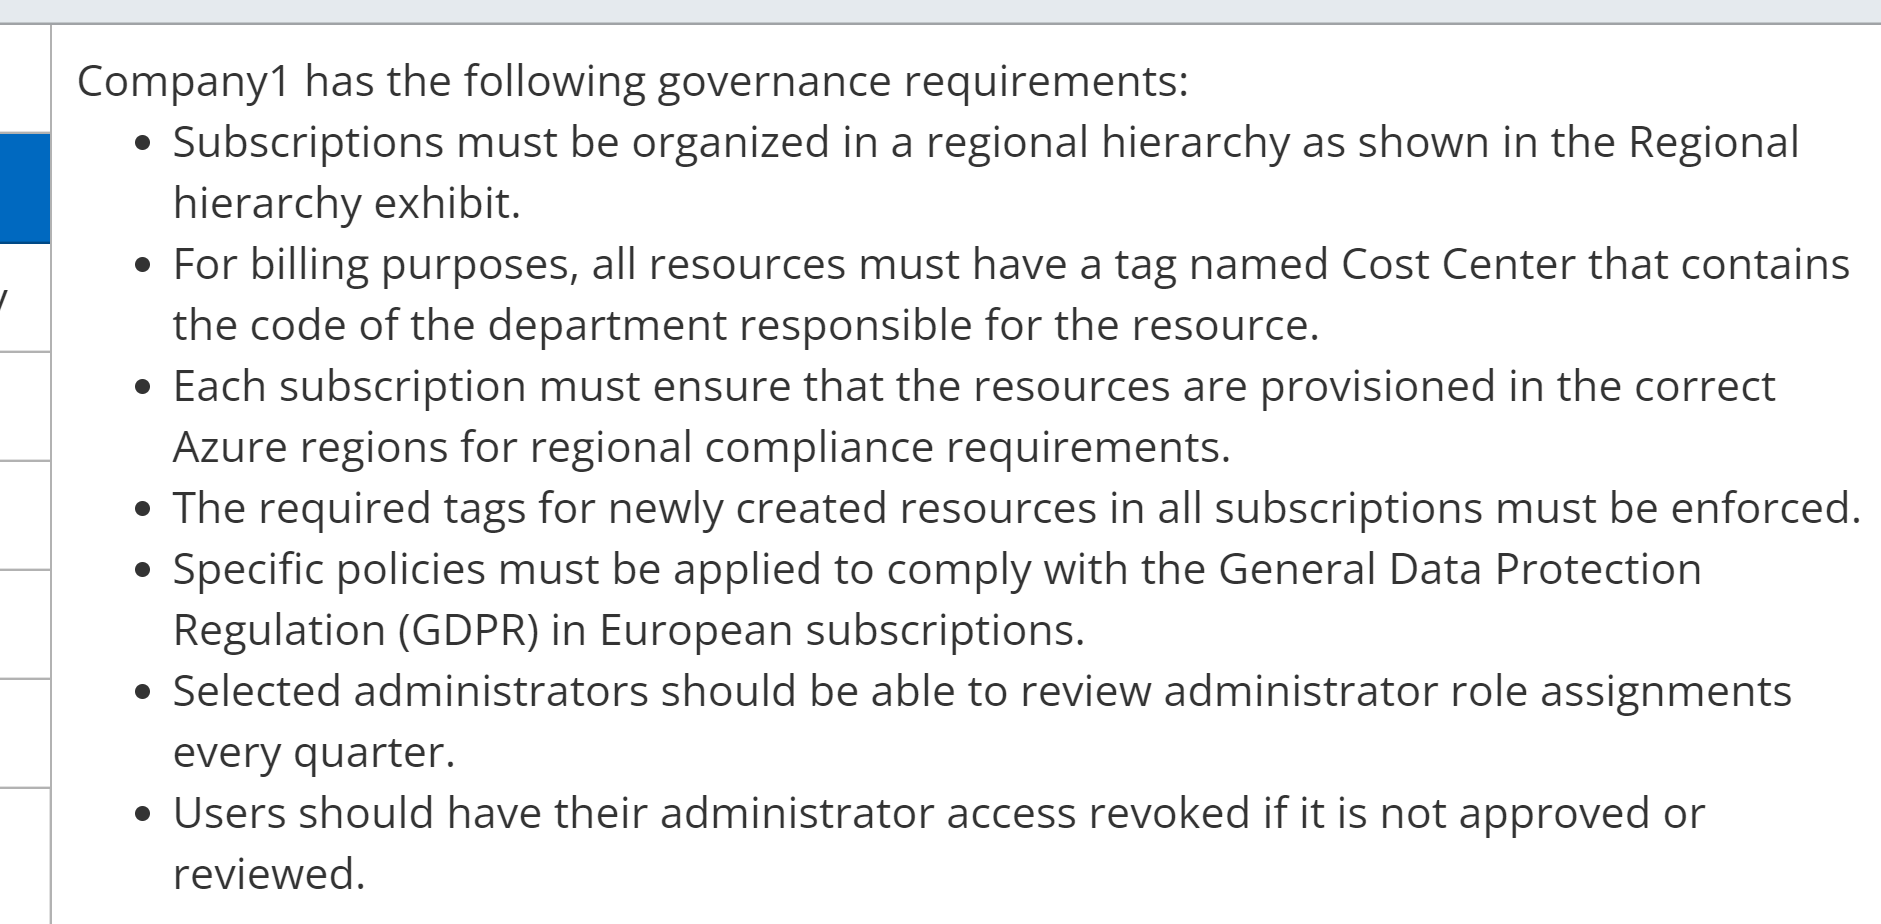 Company1 has the following governance requirements:
• Subscriptions must be organized in a regional hierarchy as shown in the Regional
hierarchy exhibit.
• For billing purposes, all resources must have a tag named Cost Center that contains
the code of the department responsible for the resource.
• Each subscription must ensure that the resources are provisioned in the correct
Azure regions for regional compliance requirements.
• The required tags for newly created resources in all subscriptions must be enforced.
• Specific policies must be applied to comply with the General Data Protection
Regulation (GDPR) in European subscriptions.
• Selected administrators should be able to review administrator role assignments
every quarter.
• Users should have their administrator access revoked if it is not approved or
reviewed.